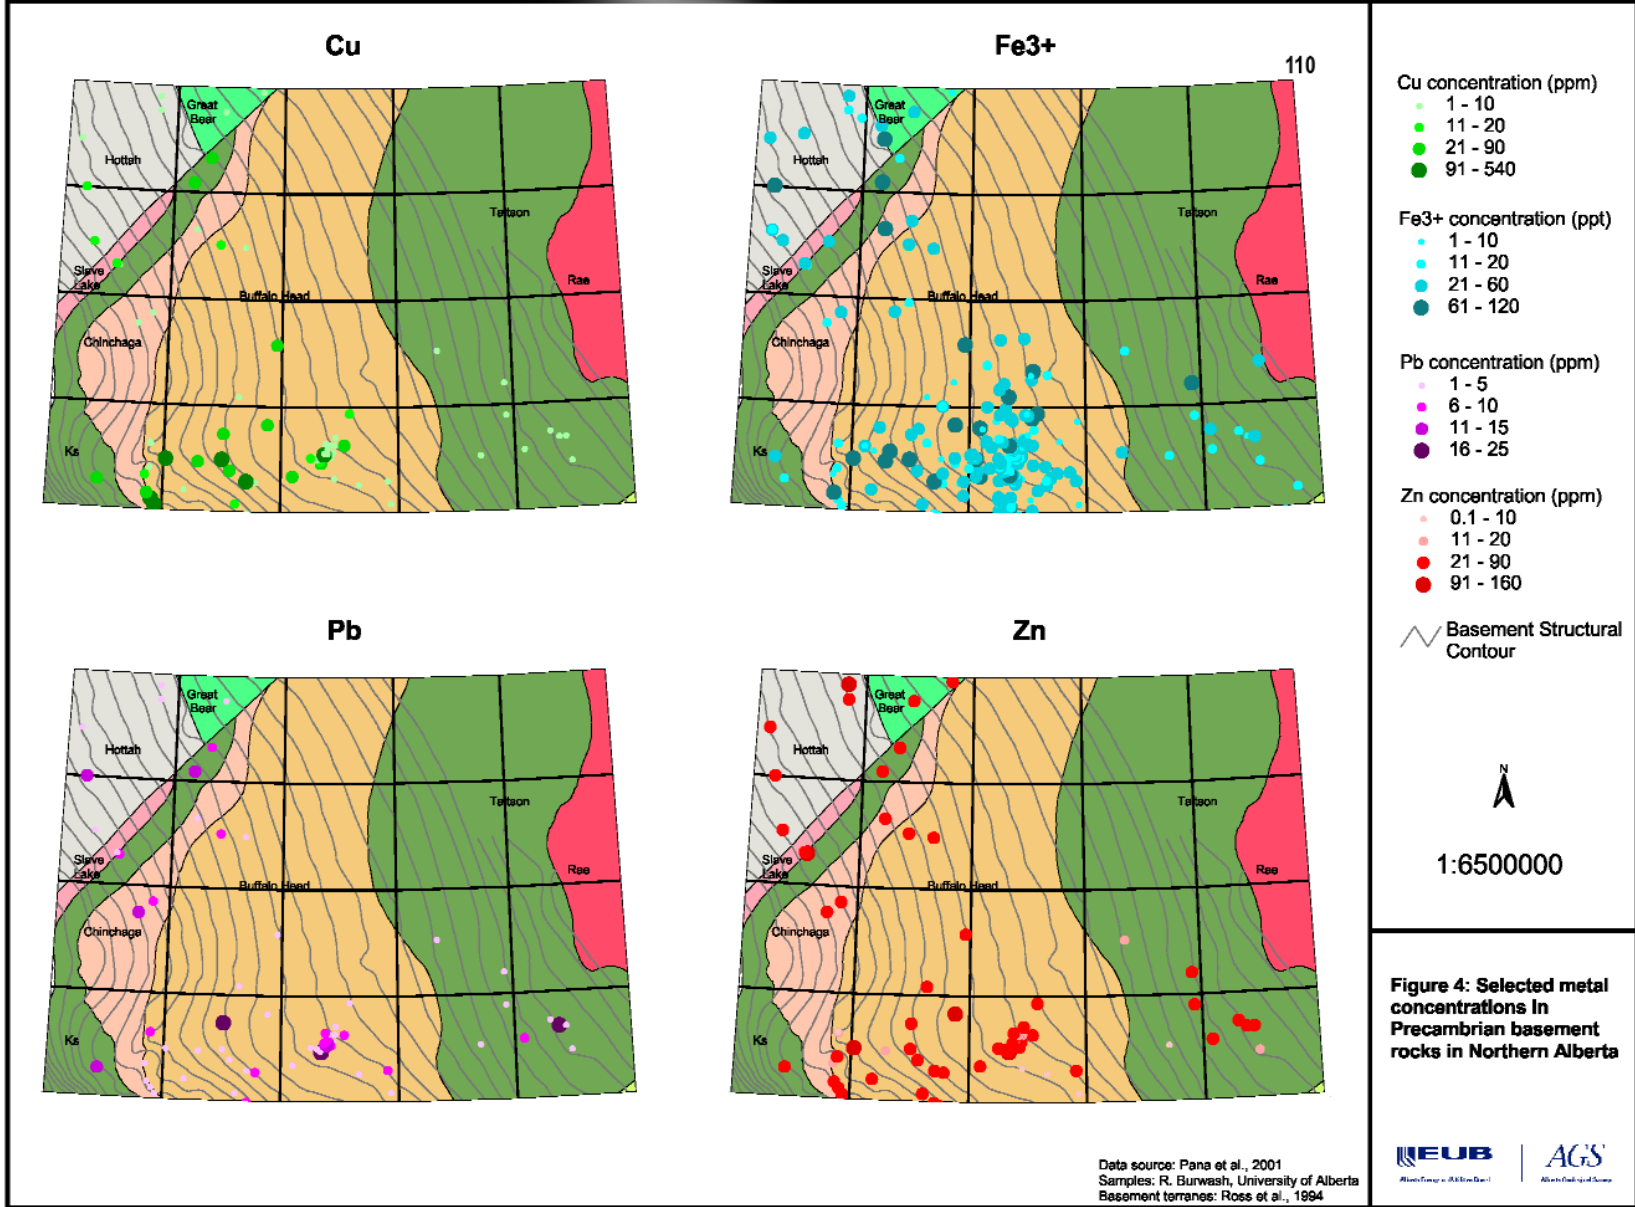 Cu
Fe3+
110
Great
Bear
Hottah
Taltson
Slave
Lake
Rae
Buffalo Head
Chinchaga
Ks
Great
Bear
Hottah
Taltson
Slave
Lake
Rae
Buffalo Head
Chinchaga
Ks
Pb
Zn
Great
Bear
Hottah
Taltson
Slave
Lake
Rae
Buffalo Head
Chinchaga
Ks
Great
Bear
Hottah
Taltson
Slave
Lake
Rae
Buffalo Head
Chinchaga
Ks
Data source: Pana et al., 2001
Samples: R. Burwash, University of Alberta
Basement terranes: Ross et al., 1994
Cu concentration (ppm)
1 - 10
11 - 20
21 - 90
91 - 540
Fe3+ concentration (ppt)
1 - 10
11 - 20
21 - 60
61 - 120
Pb concentration (ppm)
1 - 5
6 - 10
11 - 15
16 - 25
Zn concentration (ppm)
0.1 - 10
11 - 20
21 - 90
91 - 160
Basement Structural
Contour
N
1:6500000
Figure 4: Selected metal
concentrations in
Precambrian basement
rocks in Northern Alberta
EUB
AGS
Alberta Geological Survey